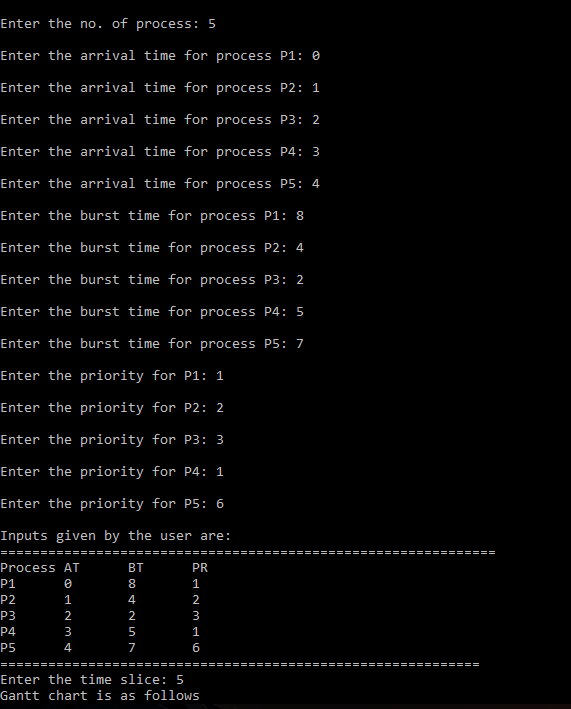 Enter the no. of process: 5
Enter the arrival time for process P1: 0
Enter the arrival time for process P2: 1
Enter the arrival time for process P3: 2
Enter the arrival time for process P4: 3
Enter the arrival time for process P5: 4
Enter the burst time for process P1: 8
Enter the burst time for process P2: 4
Enter the burst time for process P3: 2
Enter the burst time for process P4: 5
Enter the burst time for process P5: 7
Enter the priority for P1: 1
Enter the priority for P2: 2
Enter the priority for P3: 3
Enter the priority for P4: 1
Enter the priority for P5: 6
Inputs given by the user are:
==============================================================
Process AT      BT      PR
P1      0       8       1
P2      1       4       2
P3      2       2       3
P4      3       5       1
P5      4       7       6
============================================================
Enter the time slice: 5
Gantt chart is as follows